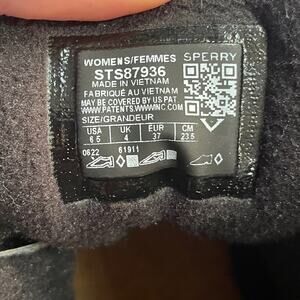 WOMENS/FEMMES SPERRY
STS87936
MADE IN VIETNAM
FABRIQUÉ AU VIETNAM
MAY BE COVERED BY US PAT
WWW.PATENTS.WWWINC.COM
SIZE/GRANDEUR
USA UK EUR CM
6.5 4 37 23.5
0622 61911